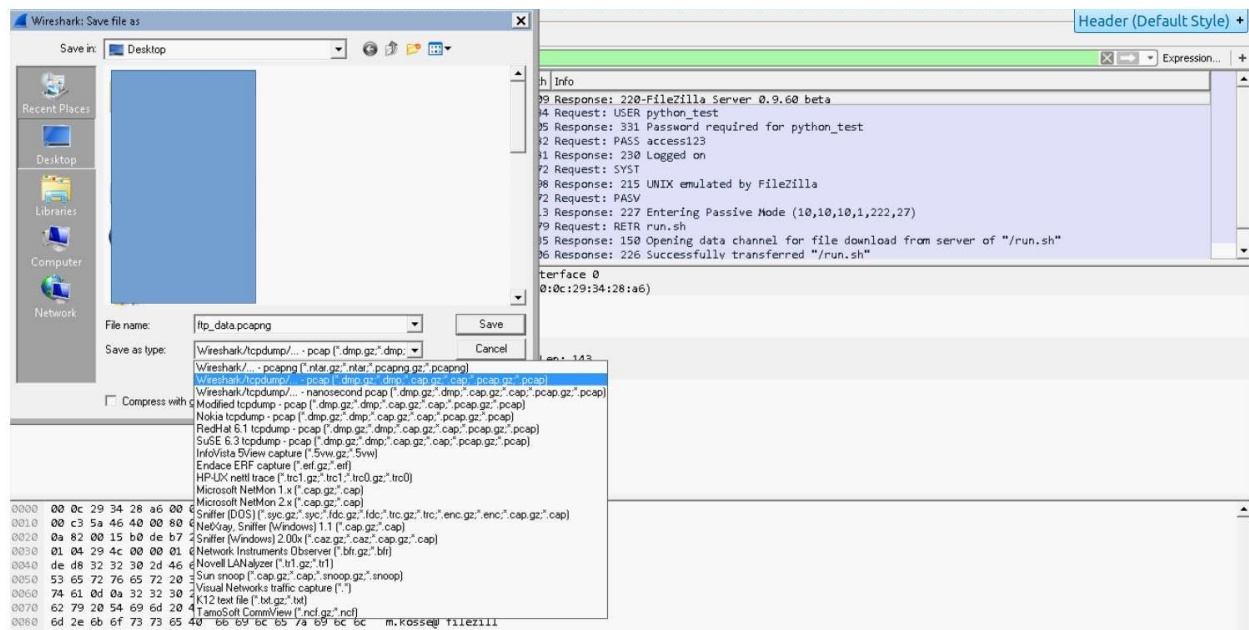 Wireshark: Save file as
Header (Default Style) +
Save in:
Desktop
Expression...
+
Recent Places
Desktop
Libraries
Computer
Network
Info
Response: 220-FileZilla Server 0.9.60 beta
Request: USER python_test
Response: 331 Password required for python_test
Request: PASS access123
Response: 230 Logged on
Request: SYST
Response: 215 UNIX emulated by FileZilla
Request: PASV
Response: 227 Entering Passive Mode (10,10,10,1,222,27)
Request: RETR run.sh
Response: 150 Opening data channel for file download from server of "/run.sh"
Response: 226 Successfully transferred "/run.sh"
terface 0
0:0c:29:34:28:a6)
File name:
ftp_data.pcapng
Save
Save as type:
Wireshark/tcpdump/... - pcap (*.dmp.gz;*.dmp;
Cancel
Len: 143
Compress with g
Wireshark/... - pcapng (*.ntar.gz;*.ntar;*.pcapng.gz;*.pcapng)
Wireshark/tcpdump/... - pcap (*.dmp.gz;*.dmp;*.cap.gz;*.cap;*.pcap.gz;*.pcap)
Wireshark/tcpdump/... - nanosecond pcap (*.dmp.gz;*.dmp;*.cap.gz;*.cap;*.pcap.gz;*.pcap)
Modified tcpdump - pcap (*.dmp.gz;*.dmp;*.cap.gz;*.cap;*.pcap.gz;*.pcap)
Nokia tcpdump - pcap (*.dmp.gz;*.dmp;*.cap.gz;*.cap;*.pcap.gz;*.pcap)
RedHat 6.1 tcpdump - pcap (*.dmp.gz;*.dmp;*.cap.gz;*.cap;*.pcap.gz;*.pcap)
SuSE 6.3 tcpdump - pcap (*.dmp.gz;*.dmp;*.cap.gz;*.cap;*.pcap.gz;*.pcap)
InfoVista 5View capture (*.5vw.gz;*.5vw)
Endace ERF capture (*.erf.gz;*.erf)
HP-UX nettl trace (*.trc1.gz;*.trc1;*.trc0.gz;*.trc0)
Microsoft NetMon 1.x (*.cap.gz;*.cap)
Microsoft NetMon 2.x (*.cap.gz;*.cap)
Sniffer (DOS) (*.syc.gz;*.syc;*.fdc.gz;*.fdc;*.trc.gz;*.trc;*.enc.gz;*.enc;*.cap.gz;*.cap)
NetXray, Sniffer (Windows) 1.1 (*.cap.gz;*.cap)
Sniffer (Windows) 2.00x (*.caz.gz;*.caz;*.cap.gz;*.cap)
Network Instruments Observer (*.bfr.gz;*.bfr)
Novell LANalyzer (*.tr1.gz;*.tr1)
Sun snoop (*.cap.gz;*.cap;*.snoop.gz;*.snoop)
Visual Networks traffic capture (*.*)
K12 text file (*.txt.gz;*.txt)
TamoSoft CommView (*.ncf.gz;*.ncf)
0000 00 0c 29 34 28 a6 00
0010 00 c3 5a 46 40 00 80
0020 0a 82 00 15 b0 de b7
0030 01 04 29 4c 00 00 01
0040 de d8 32 32 30 2d 46
0050 53 65 72 76 65 72 20
0060 74 61 0d 0a 32 32 30
0070 62 79 20 54 69 6d 20
0080 6d 2e 6b 6f 73 73 65 40 66 69 6c 65 7a 69 6c 6c m.kosse@ filezill